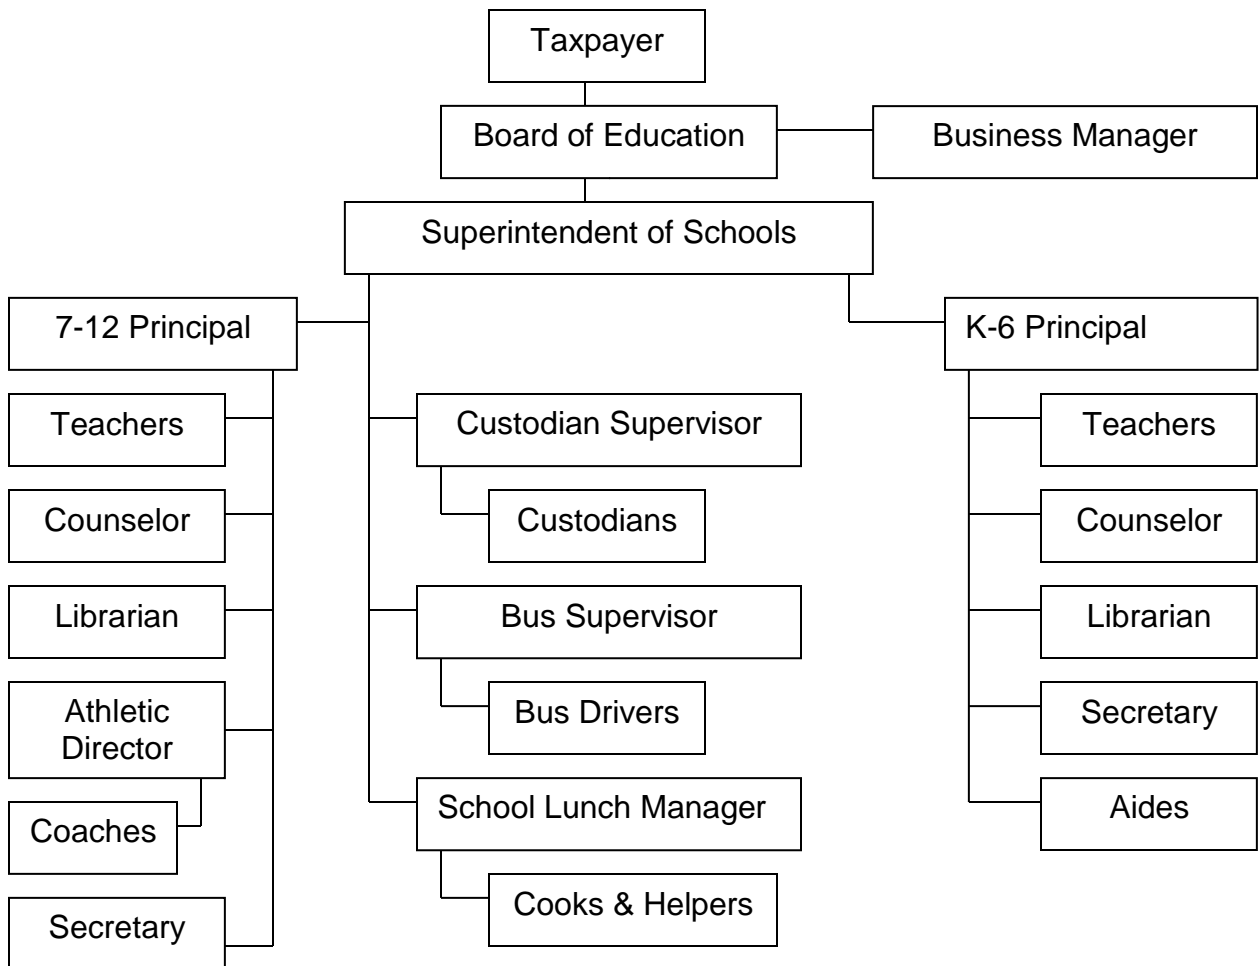 Taxpayer
Board of Education
Business Manager
Superintendent of Schools
7-12 Principal
K-6 Principal
Teachers
Counselor
Librarian
Athletic
Director
Coaches
Secretary
Custodian Supervisor
Custodians
Bus Supervisor
Bus Drivers
School Lunch Manager
Cooks & Helpers
Teachers
Counselor
Librarian
Secretary
Aides